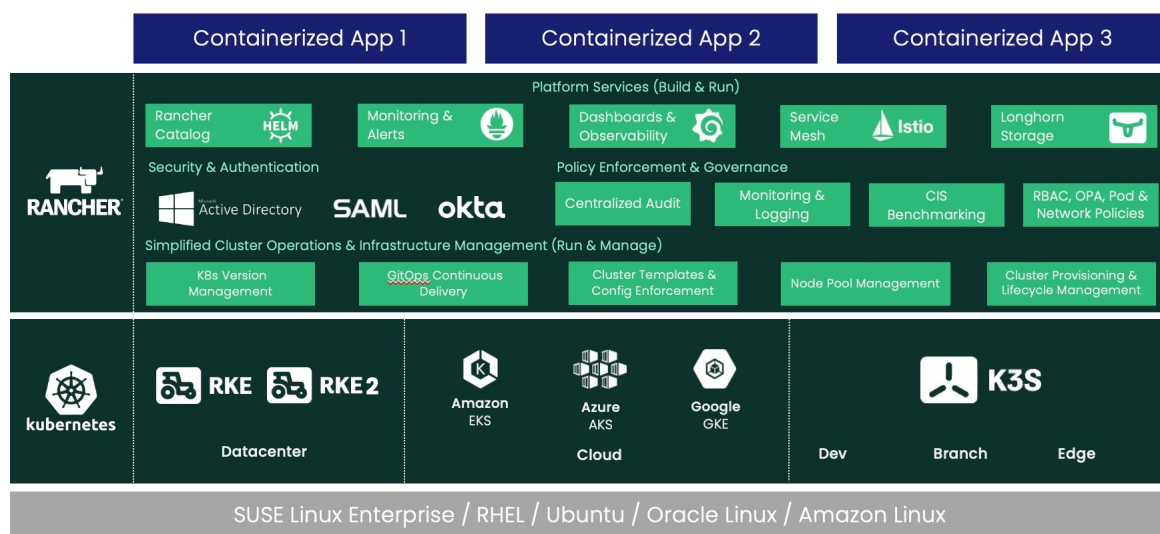 Containerized App 1
Containerized App 2
Containerized App 3
Platform Services (Build & Run)
Rancher
Catalog
HELM
Monitoring &
Alerts
Dashboards &
Observability
Service
Mesh
Istio
Longhorn
Storage
RANCHER
Security & Authentication
Microsoft
Active Directory
SAML
okta
Policy Enforcement & Governance
Centralized Audit
Monitoring &
Logging
CIS
Benchmarking
RBAC, OPA, Pod &
Network Policies
Simplified Cluster Operations & Infrastructure Management (Run & Manage)
K8s Version
Management
GitOps Continuous
Delivery
Cluster Templates &
Config Enforcement
Node Pool Management
Cluster Provisioning &
Lifecycle Management
kubernetes
RKE
RKE 2
Datacenter
K
Amazon
EKS
Azure
AKS
Google
GKE
Cloud
K3S
Dev
Branch
Edge
SUSE Linux Enterprise / RHEL / Ubuntu / Oracle Linux / Amazon Linux